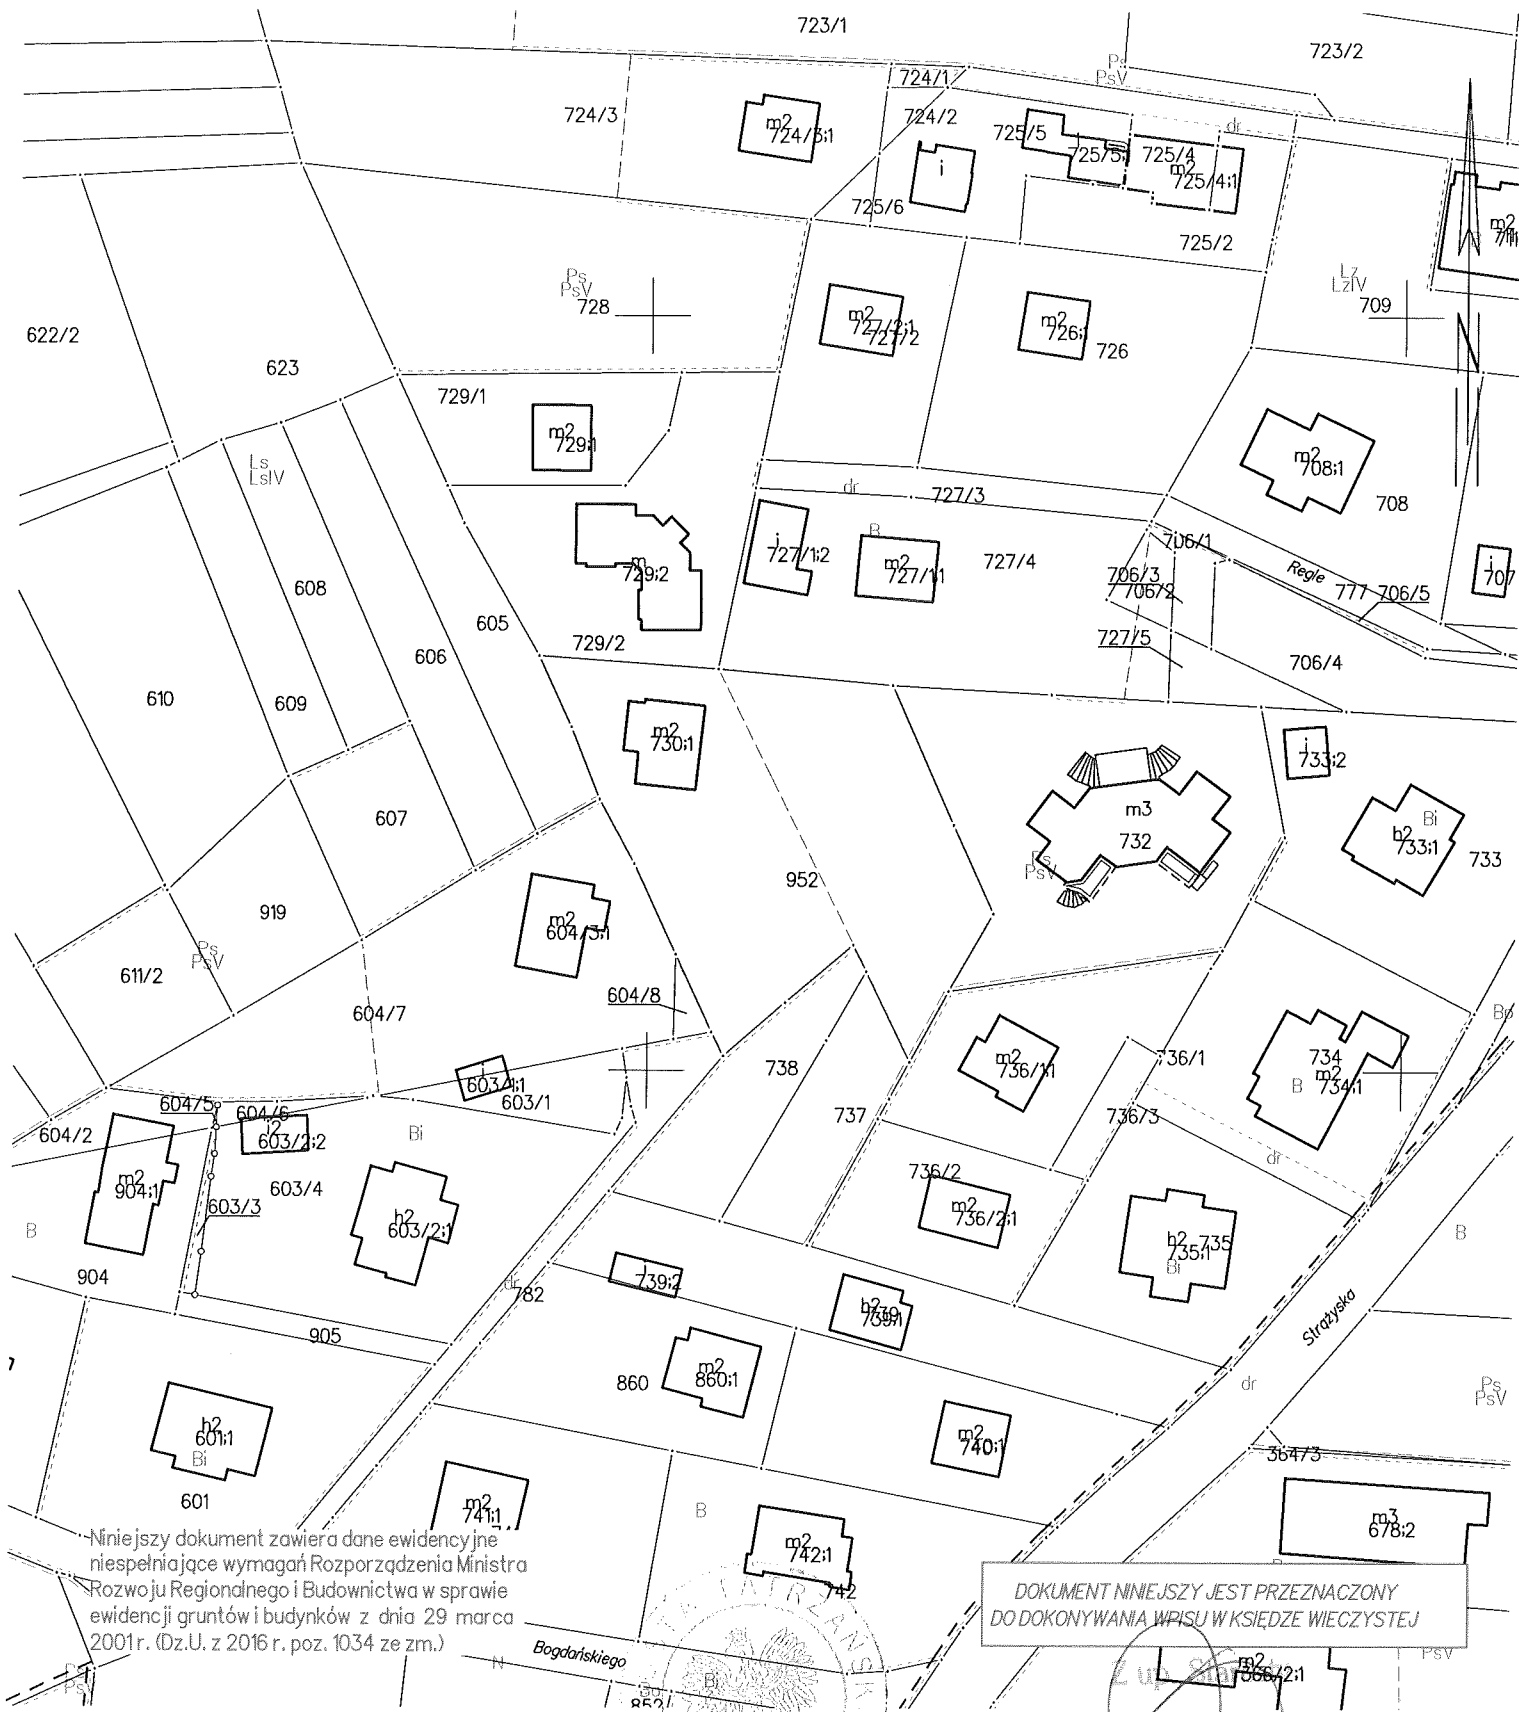 723/1
723/2
Ps
PsV
724/1
724/3
m2
724/3;1
724/2
725/5
dr
725/5;
725/4
m2
725/4;1
i
725/6
725/2
m2
Ps
PsV
728
Lz
LzIV
709
622/2
m2
727/2;1
727/2
m2
726;1
726
623
729/1
m2
729;1
Ls
LsIV
m2
708;1
708
dr
727/3
B
706/1
i
727/1;2
m2
727/1;1
727/4
m
729;2
706/3
706/2
Regle
777
706/5
i
707
608
605
606
729/2
727/5
706/4
610
609
m2
730;1
i
733;2
607
m3
732
Ps
PsV
Bi
h2
733;1
733
952
919
m2
604/3;1
Ps
PsV
611/2
604/8
604/7
Bp
738
m2
736/1;1
736/1
734
m2
734;1
B
i
603/1;1
603/1
604/5
604/6
i2
603/2;2
604/2
Bi
737
736/3
dr
m2
904;1
603/4
603/3
h2
603/2;1
736/2
m2
736/2;1
B
h2
735
735;1
Bi
B
904
dr
782
i
739;2
h2
739
739;1
Strążyska
905
860
m2
860;1
dr
Ps
PsV
h2
601;1
Bi
m2
740;1
364/3
601
m2
741;1
B
m3
678;2
m2
742;1
742
Niniejszy dokument zawiera dane ewidencyjne
niespełniające wymagań Rozporządzenia Ministra
Rozwoju Regionalnego i Budownictwa w sprawie
ewidencji gruntów i budynków z dnia 29 marca
2001 r. (Dz.U. z 2016 r. poz. 1034 ze zm.)
DOKUMENT NINIEJSZY JEST PRZEZNACZONY
DO DOKONYWANIA WPISU W KSIĘDZE WIECZYSTEJ
Bogdańskiego
N
Bi
PsV
Z up.
m2
366/2;1
852/